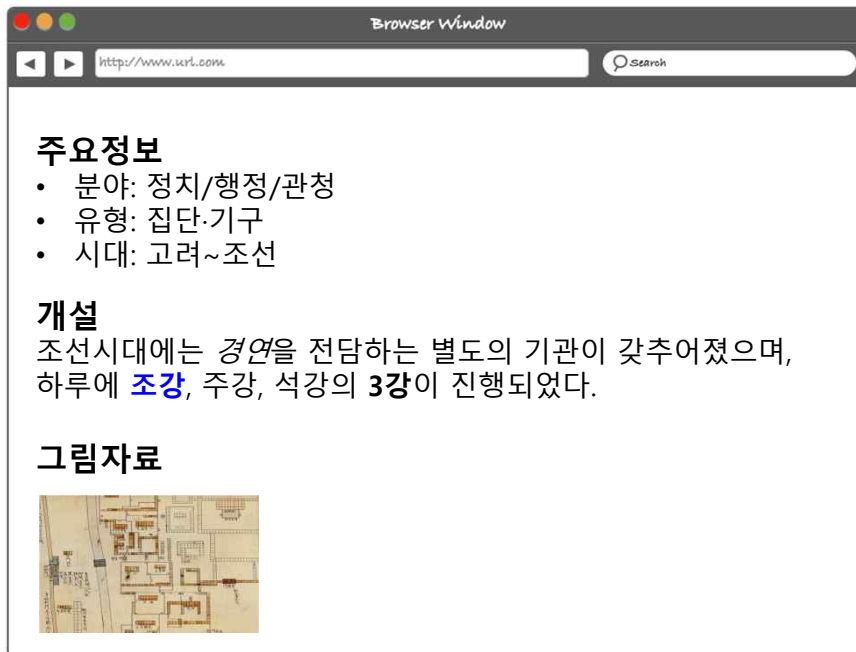 Browser Window
http://www.url.com
Search
주요정보
• 분야: 정치/행정/관청
• 유형: 집단·기구
• 시대: 고려~조선
개설
조선시대에는 경연을 전담하는 별도의 기관이 갖추어졌으며,
하루에 조강, 주강, 석강의 3강이 진행되었다.
그림자료